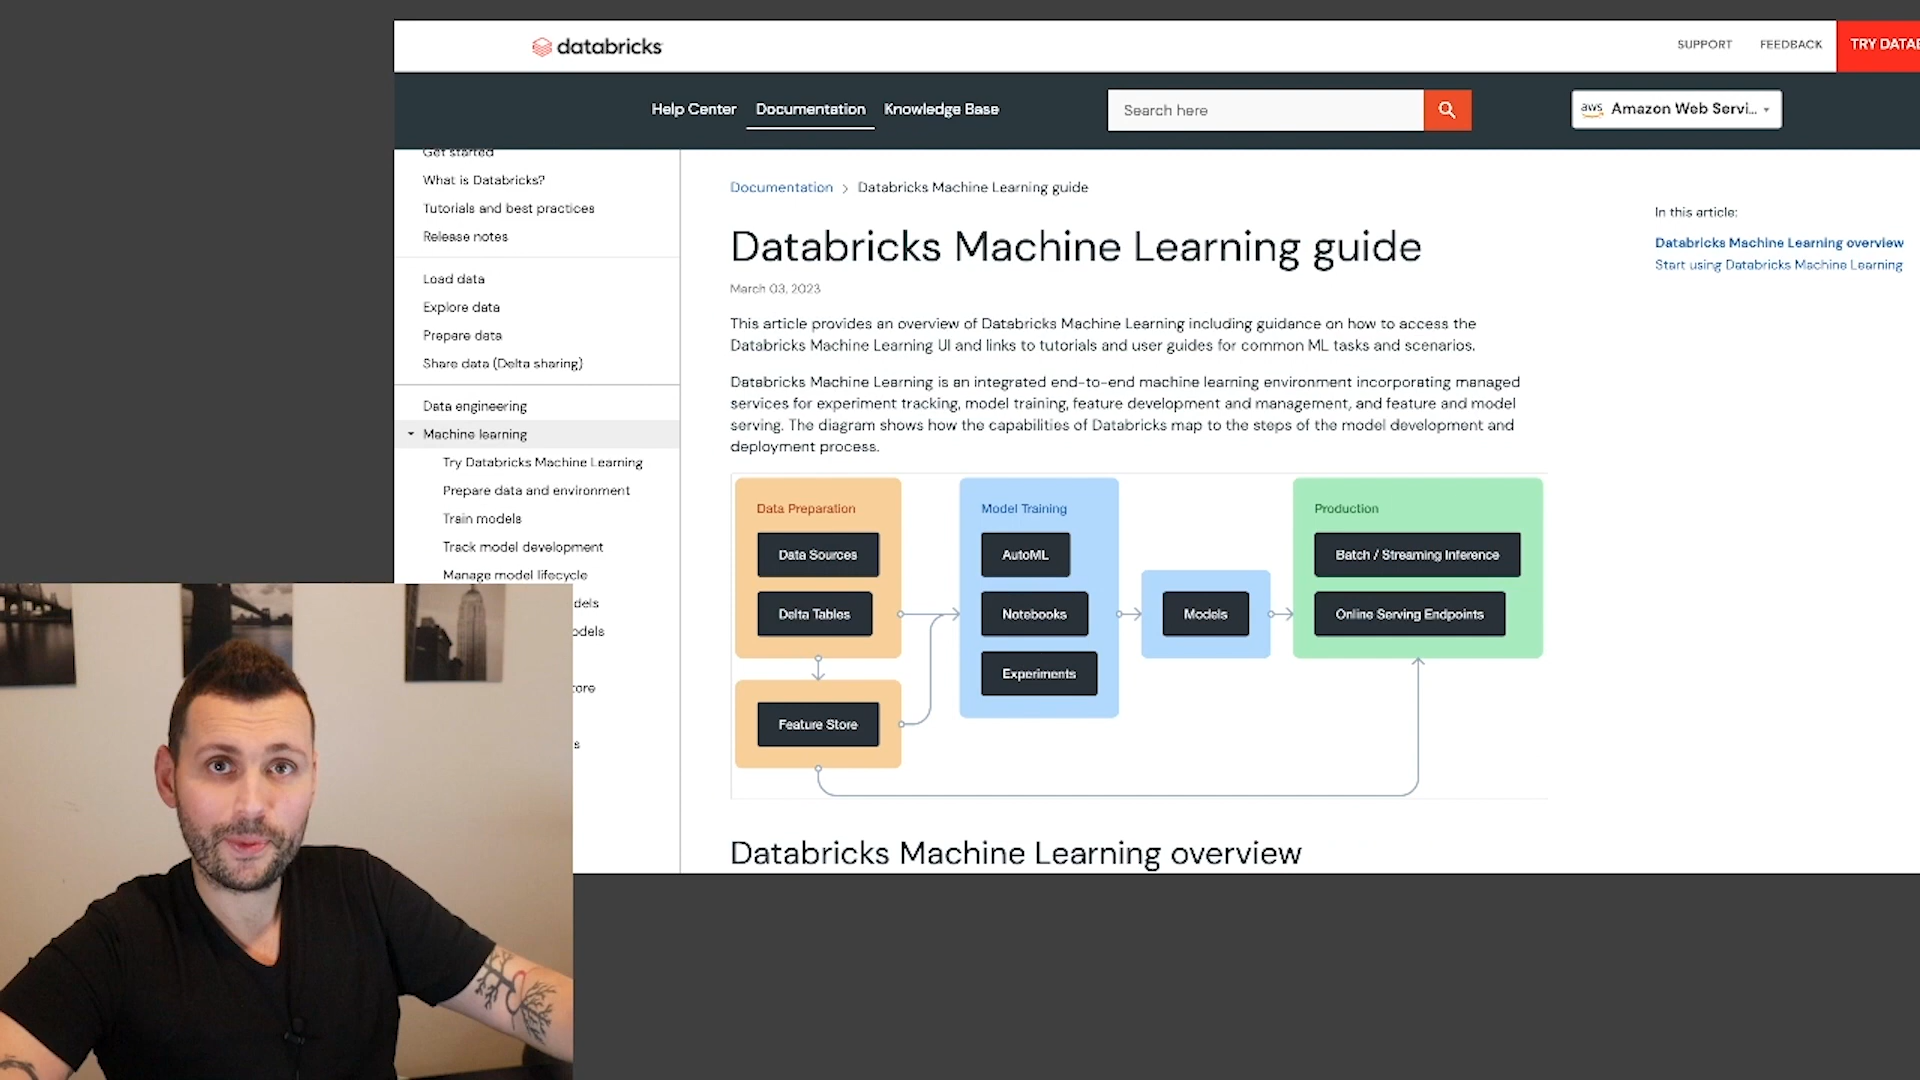 databricks
SUPPORT
FEEDBACK
TRY DATAB
Help Center
Documentation
Knowledge Base
Search here
aws Amazon Web Servi...
Get started
What is Databricks?
Tutorials and best practices
Release notes
Load data
Explore data
Prepare data
Share data (Delta sharing)
Data engineering
Machine learning
Try Databricks Machine Learning
Prepare data and environment
Train models
Track model development
Manage model lifecycle
dels
odels
ore
s
Documentation > Databricks Machine Learning guide
Databricks Machine Learning guide
March 03, 2023
This article provides an overview of Databricks Machine Learning including guidance on how to access the
Databricks Machine Learning UI and links to tutorials and user guides for common ML tasks and scenarios.
Databricks Machine Learning is an integrated end-to-end machine learning environment incorporating managed
services for experiment tracking, model training, feature development and management, and feature and model
serving. The diagram shows how the capabilities of Databricks map to the steps of the model development and
deployment process.
Data Preparation
Data Sources
Delta Tables
Feature Store
Model Training
AutoML
Notebooks
Experiments
Models
Production
Batch / Streaming Inference
Online Serving Endpoints
Databricks Machine Learning overview
In this article:
Databricks Machine Learning overview
Start using Databricks Machine Learning